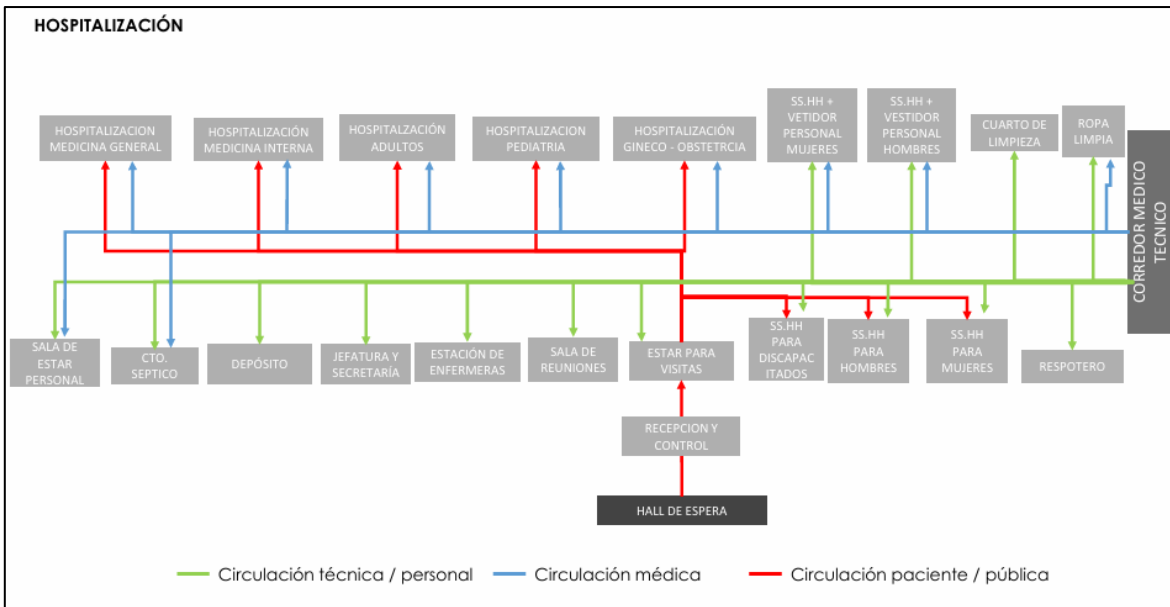 HOSPITALIZACIÓN
HOSPITALIZACION
MEDICINA GENERAL
HOSPITALIZACIÓN
MEDICINA INTERNA
HOSPITALZACIÓN
ADULTOS
HOSPITALIZACION
PEDIATRIA
HOSPITALIZACIÓN
GINECO - OBSTETRCIA
SS.HH +
VETIDOR
PERSONAL
MUJERES
SS.HH +
VESTIDOR
PERSONAL
HOMBRES
CUARTO DE
LIMPIEZA
ROPA
LIMPIA
CORREDOR MEDICO
TECNICO
SALA DE
ESTAR
PERSONAL
CTO.
SEPTICO
DEPÓSITO
JEFATURA Y
SECRETARÍA
ESTACIÓN DE
ENFERMERAS
SALA DE
REUNIONES
ESTAR PARA
VISITAS
SS.HH
PARA
DISCAPAC
ITADOS
SS.HH
PARA
HOMBRES
SS.HH
PARA
MUJERES
RESPOTERO
RECEPCION Y
CONTROL
HALL DE ESPERA
Circulación técnica / personal
Circulación médica
Circulación paciente / pública